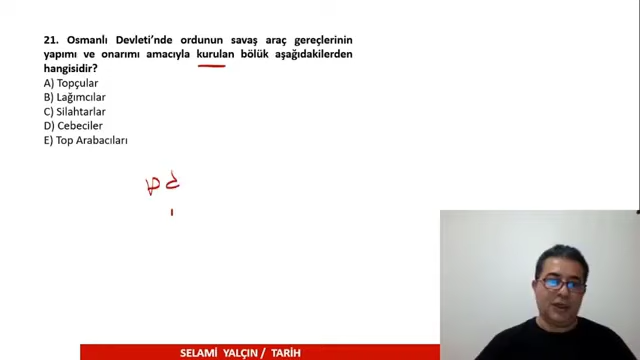 21. Osmanlı Devleti'nde ordunun savaş araç gereçlerinin
yapımı ve onarımı amacıyla kurulan bölük aşağıdakilerden
hangisidir?
A) Topçular
B) Lağımcılar
C) Silahtarlar
D) Cebeciler
E) Top Arabacıları
SELAMİ YALÇIN / TARİH